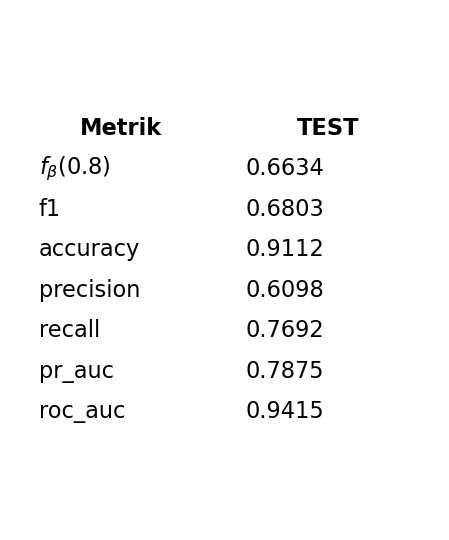 Metrik TEST
fβ(0.8) 0.6634
f1 0.6803
accuracy 0.9112
precision 0.6098
recall 0.7692
pr_auc 0.7875
roc_auc 0.9415